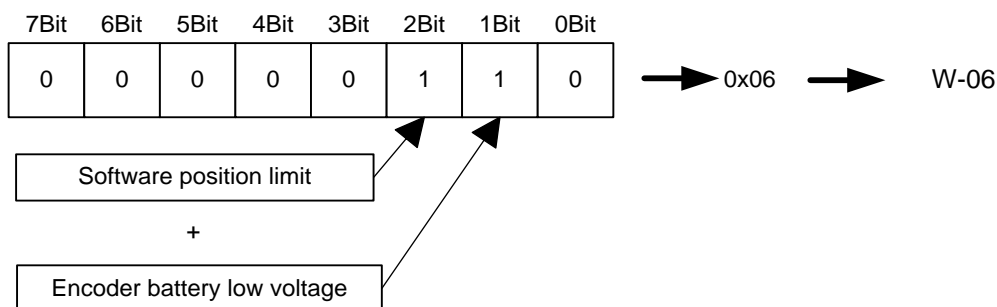 7Bit 6Bit 5Bit 4Bit 3Bit 2Bit 1Bit 0Bit
0 0 0 0 0 1 1 0 0x06 W-06
Software position limit
+
Encoder battery low voltage